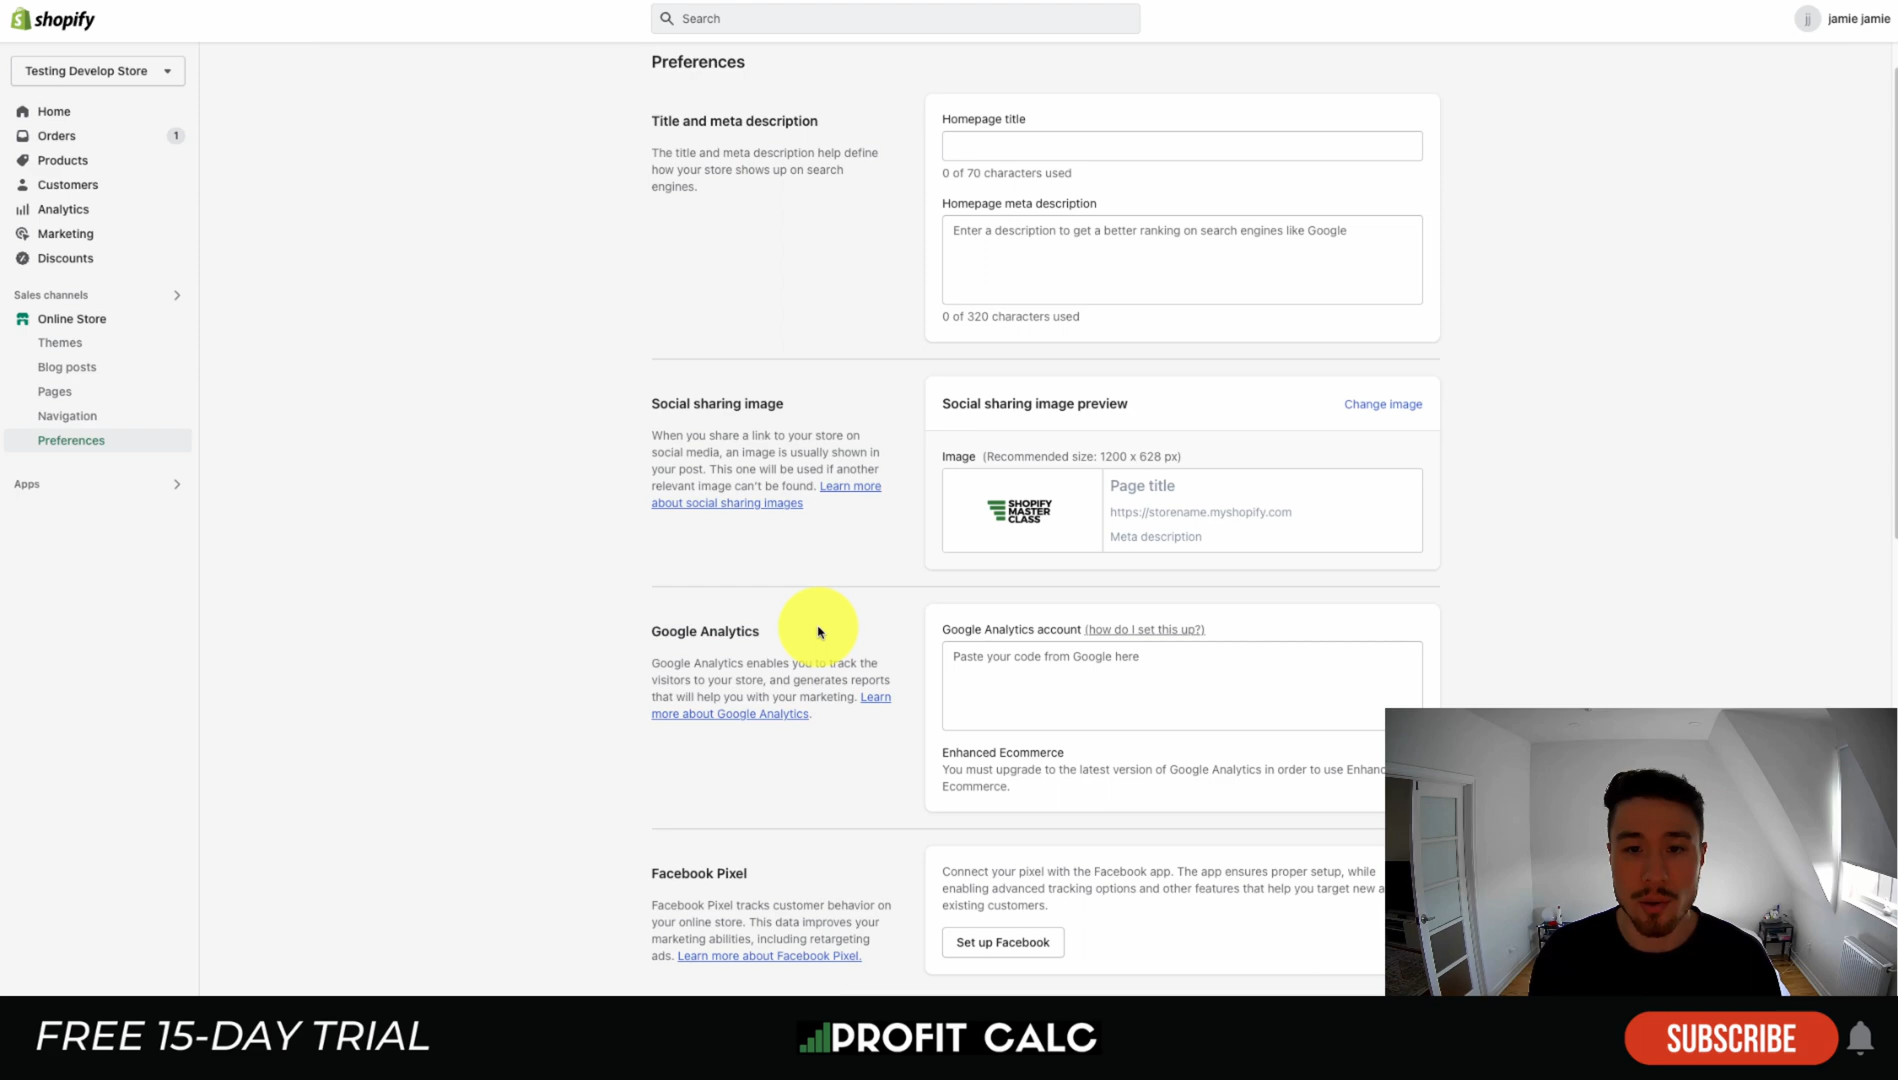 shopify
Search
jj
jamie jamie
Testing Develop Store
Home
Orders
1
Products
Customers
Analytics
Marketing
Discounts
Sales channels
Online Store
Themes
Blog posts
Pages
Navigation
Preferences
Apps
Preferences
Title and meta description
The title and meta description help define
how your store shows up on search
engines.
Homepage title
0 of 70 characters used
Homepage meta description
Enter a description to get a better ranking on search engines like Google
0 of 320 characters used
Social sharing image
When you share a link to your store on
social media, an image is usually shown in
your post. This one will be used if another
relevant image can't be found. Learn more
about social sharing images
Social sharing image preview
Change image
Image (Recommended size: 1200 x 628 px)
SHOPIFY
MASTER
CLASS
Page title
https://storename.myshopify.com
Meta description
Google Analytics
Google Analytics enables you to track the
visitors to your store, and generates reports
that will help you with your marketing. Learn
more about Google Analytics.
Google Analytics account (how do I set this up?)
Paste your code from Google here
Enhanced Ecommerce
You must upgrade to the latest version of Google Analytics in order to use Enhanc
Ecommerce.
Facebook Pixel
Facebook Pixel tracks customer behavior on
your online store. This data improves your
marketing abilities, including retargeting
ads. Learn more about Facebook Pixel.
Connect your pixel with the Facebook app. The app ensures proper setup, while
enabling advanced tracking options and other features that help you target new a
existing customers.
Set up Facebook
FREE 15-DAY TRIAL
PROFIT CALC
SUBSCRIBE